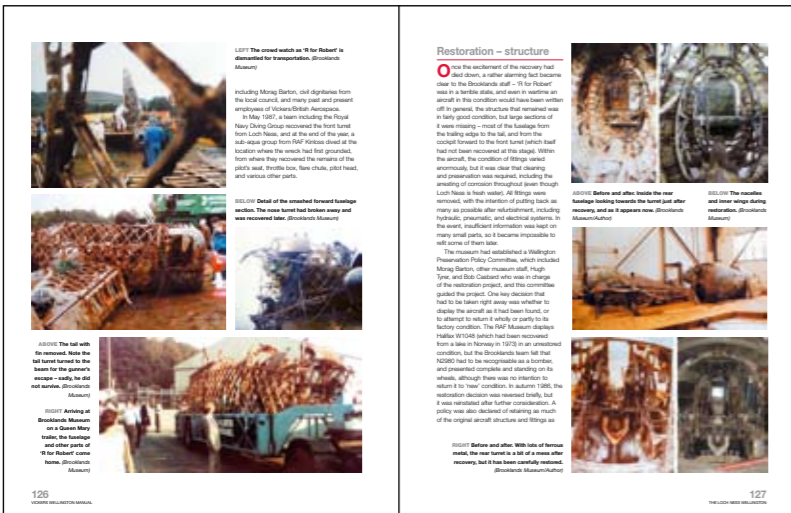 LEFT The crowd watch as 'R for Robert' is
dismantled for transportation. (Brooklands
Museum)
including Morag Barton, civil dignitaries from
the local council, and many past and present
employees of Vickers/British Aerospace.
In May 1987, a team including the Royal
Navy Diving Group recovered the front turret
from Loch Ness, and at the end of the year, a
sub-aqua group from RAF Kinloss dived at the
location where the wreck had first grounded,
from where they recovered the remains of the
pilot's seat, throttle box, flare chute, pitot head,
and various other parts.
BELOW Detail of the smashed forward fuselage
section. The nose turret had broken away and
was recovered later. (Brooklands Museum)
ABOVE The tail with
fin removed. Note the
tail turret turned to the
beam for the gunner's
escape – sadly, he did
not survive. (Brooklands
Museum)
RIGHT Arriving at
Brooklands Museum
on a Queen Mary
trailer, the fuselage
and other parts of
'R for Robert' come
home. (Brooklands
Museum)
126
VICKERS WELLINGTON MANUAL
Restoration – structure
Once the excitement of the recovery had
died down, a rather alarming fact became
clear to the Brooklands staff – 'R for Robert'
was in a terrible state, and even in wartime an
aircraft in this condition would have been written
off! In general, the structure that remained was
in fairly good condition, but large sections of
it were missing – most of the fuselage from
the trailing edge to the tail, and from the
cockpit forward to the front turret (which itself
had not been recovered at this stage). Within
the aircraft, the condition of fittings varied
enormously, but it was clear that cleaning
and preservation was required, including the
arresting of corrosion throughout (even though
Loch Ness is fresh water). All fittings were
removed, with the intention of putting back as
many as possible after refurbishment, including
hydraulic, pneumatic, and electrical systems. In
the event, insufficient information was kept on
many small parts, so it became impossible to
refit some of them later.
The museum had established a Wellington
Preservation Policy Committee, which included
Morag Barton, other museum staff, Hugh
Tyrer, and Bob Casbard who was in charge
of the restoration project, and this committee
guided the project. One key decision that
had to be taken right away was whether to
display the aircraft as it had been found, or
to attempt to return it wholly or partly to its
factory condition. The RAF Museum displays
Halifax W1048 (which had been recovered
from a lake in Norway in 1973) in an unrestored
condition, but the Brooklands team felt that
N2980 had to be recognisable as a bomber,
and presented complete and standing on its
wheels, although there was no intention to
return it to 'new' condition. In autumn 1986, the
restoration decision was reversed briefly, but
it was reinstated after further consideration. A
policy was also declared of retaining as much
of the original aircraft structure and fittings as
ABOVE Before and after. Inside the rear
fuselage looking towards the turret just after
recovery, and as it appears now. (Brooklands
Museum/Author)
BELOW The nacelles
and inner wings during
restoration. (Brooklands
Museum)
RIGHT Before and after. With lots of ferrous
metal, the rear turret is a bit of a mess after
recovery, but it has been carefully restored.
(Brooklands Museum/Author)
127
THE LOCH NESS WELLINGTON